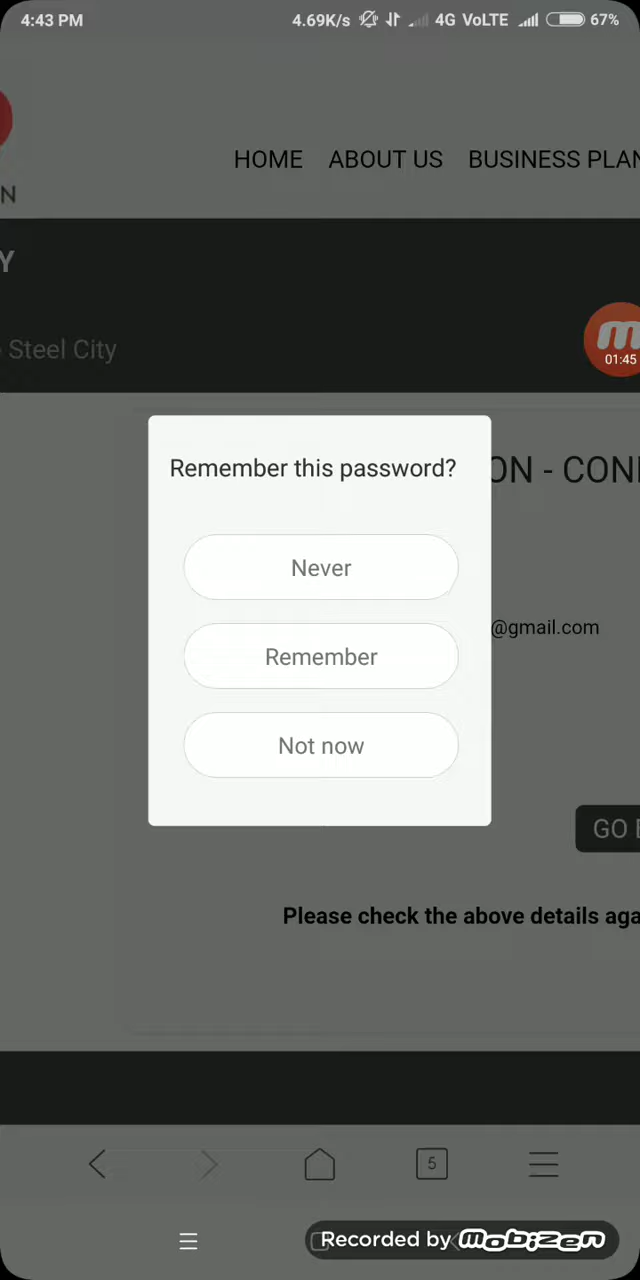 4:43 PM 4.69K/s 4G VoLTE 67%
HOME ABOUT US BUSINESS PLAN
N
Y
Steel City
01:45
ON - CON
Remember this password?
Never
@gmail.com
Remember
Not now
GO
Please check the above details aga
5
Recorded by mobizen